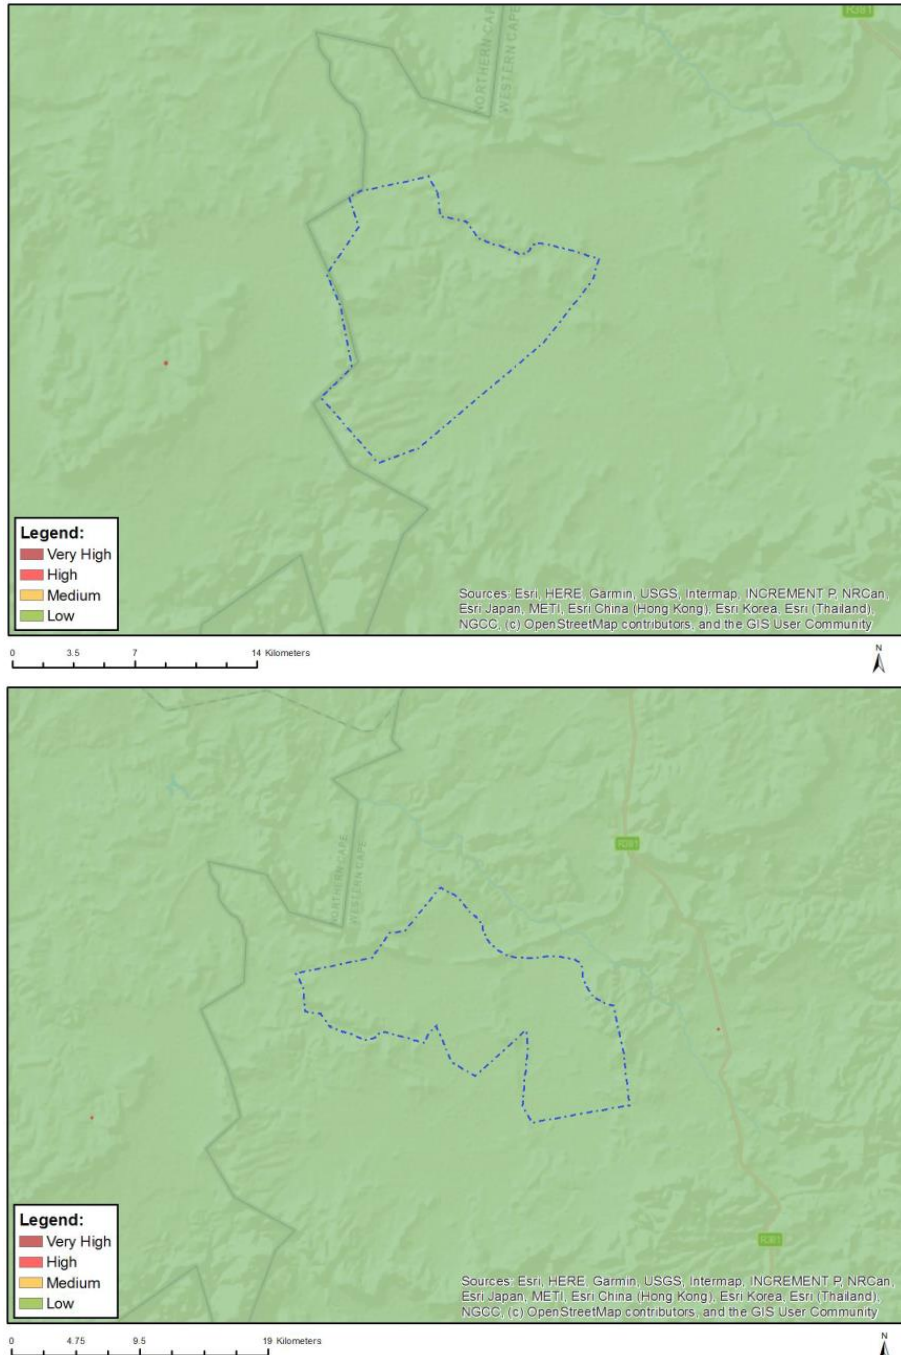 R381
NORTHERN CAPE
WESTERN CAPE
Legend:
Very High
High
Medium
Low
Sources: Esri, HERE, Garmin, USGS, Intermap, INCREMENT P, NRCan,
Esri Japan, METI, Esri China (Hong Kong), Esri Korea, Esri (Thailand),
NGCC, (c) OpenStreetMap contributors, and the GIS User Community
0 3.5 7 14 Kilometers
N
R381
NORTHERN CAPE
WESTERN CAPE
R381
Legend:
Very High
High
Medium
Low
Sources: Esri, HERE, Garmin, USGS, Intermap, INCREMENT P, NRCan,
Esri Japan, METI, Esri China (Hong Kong), Esri Korea, Esri (Thailand),
NGCC, (c) OpenStreetMap contributors, and the GIS User Community
0 4.75 9.5 19 Kilometers
N